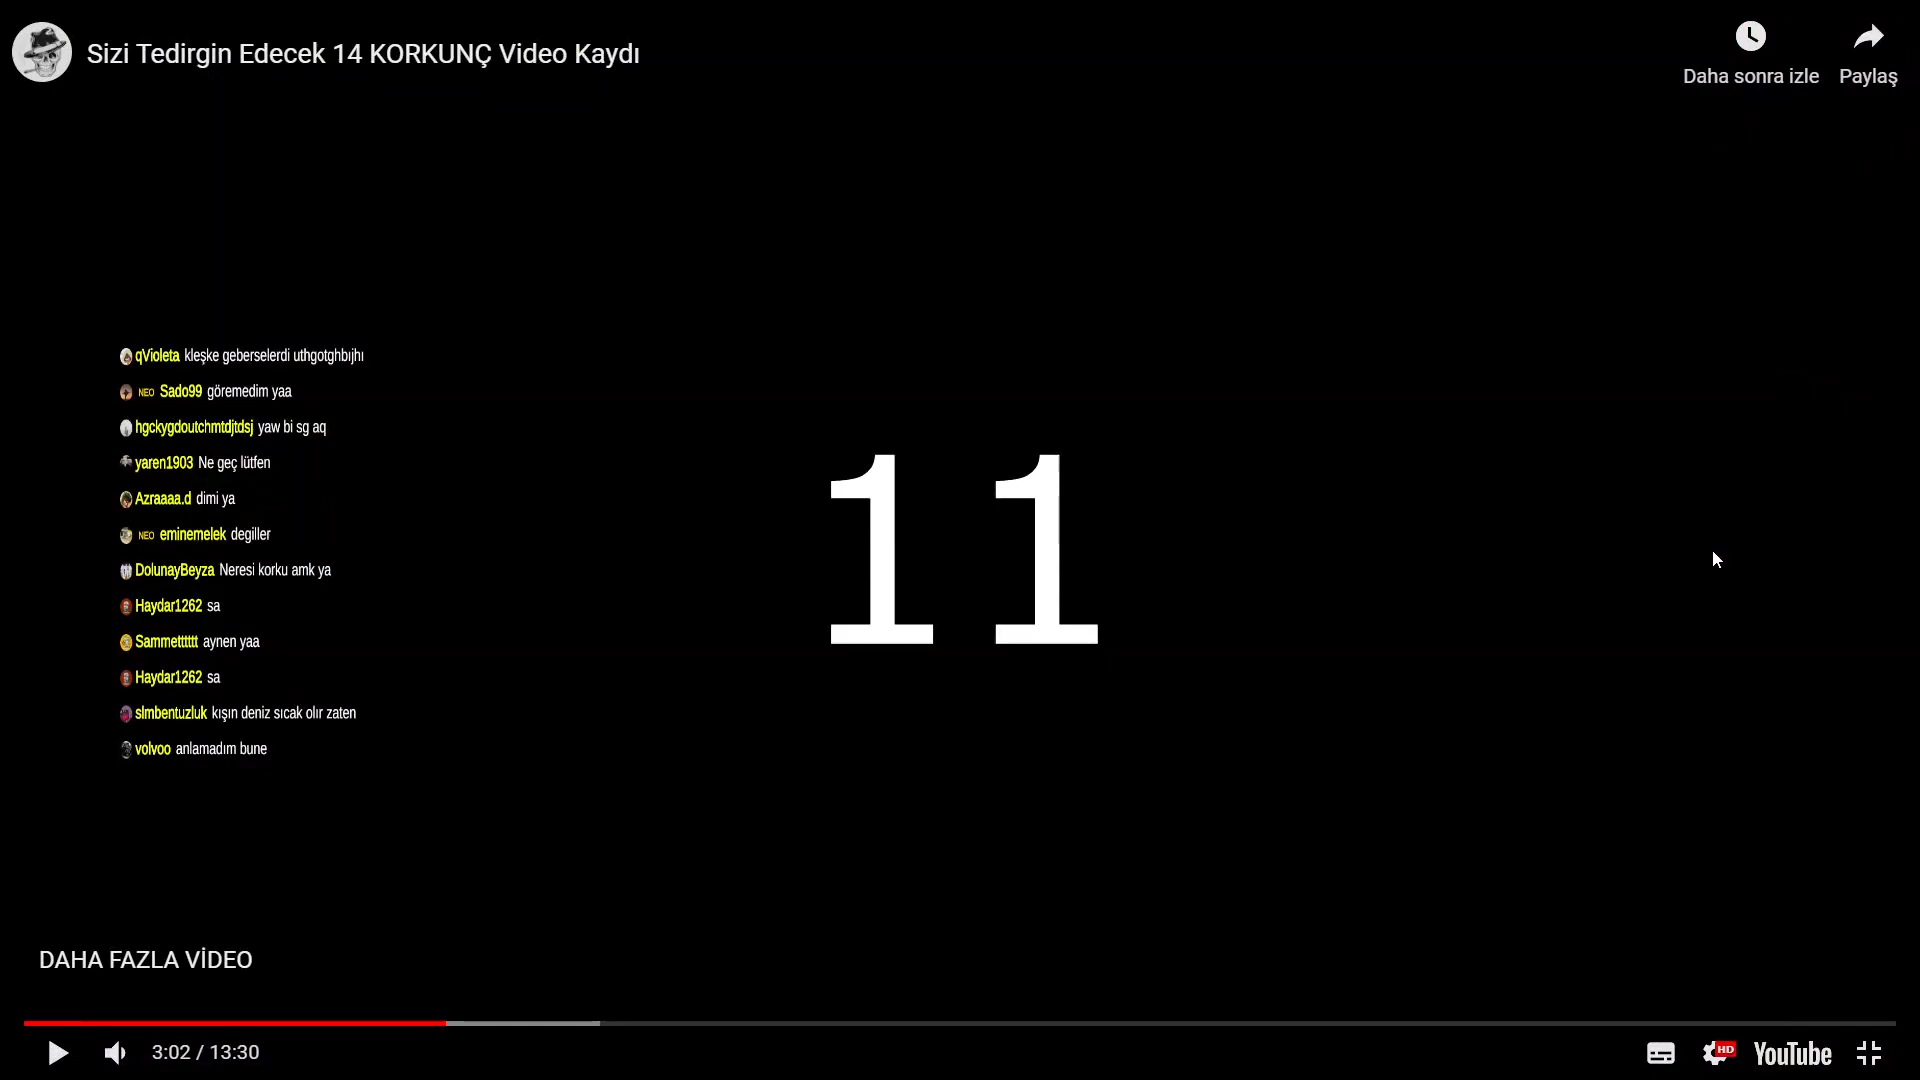 Sizi Tedirgin Edecek 14 KORKUNÇ Video Kaydı
Daha sonra izle
Paylaş
qVioleta kleşke geberselerdi uthgotghbıjhı
NEO Sado99 göremedim yaa
hgckygdoutchmtdjtdsj yaw bi sg aq
yaren1903 Ne geç lütfen
Azraaaa.d dimi ya
NEO eminemelek degiller
DolunayBeyza Neresi korku amk ya
Haydar1262 sa
Sammetttttt aynen yaa
Haydar1262 sa
slmbentuzluk kışın deniz sıcak olır zaten
volvoo anlamadım bune
11
DAHA FAZLA VİDEO
3:02 / 13:30
HD
YouTube